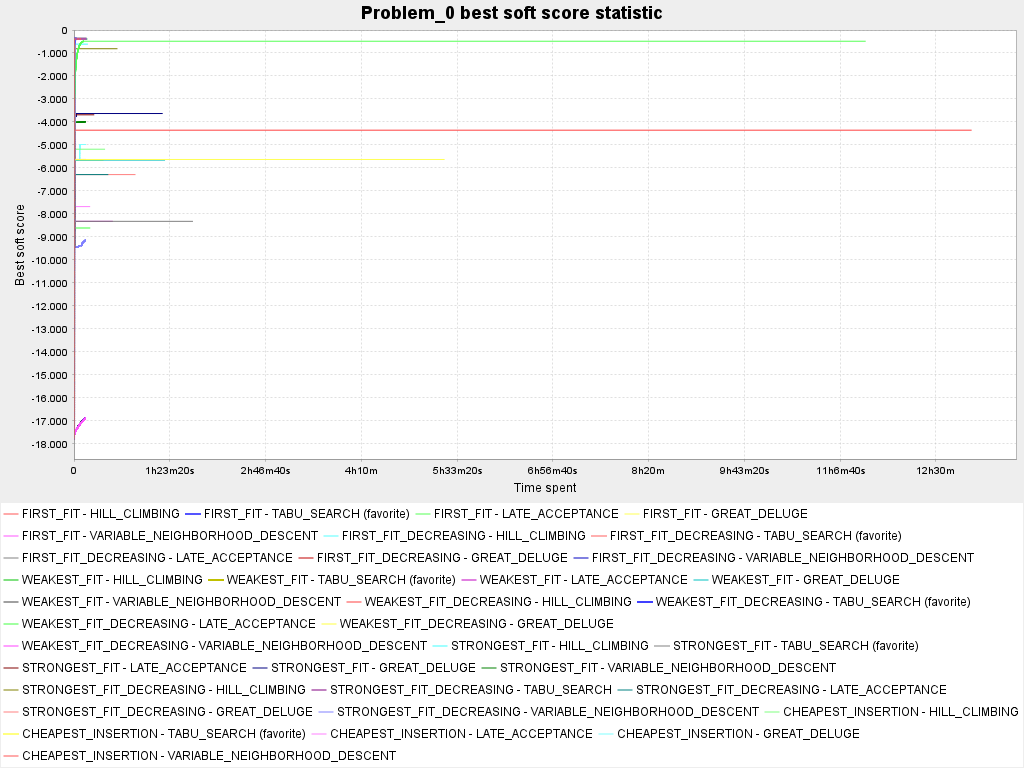 Problem_0 best soft score statistic
Best soft score
0
-1.000
-2.000
-3.000
-4.000
-5.000
-6.000
-7.000
-8.000
-9.000
-10.000
-11.000
-12.000
-13.000
-14.000
-15.000
-16.000
-17.000
-18.000
0 1h23m20s 2h46m40s 4h10m 5h33m20s 6h56m40s 8h20m 9h43m20s 11h6m40s 12h30m
Time spent
FIRST_FIT - HILL_CLIMBING FIRST_FIT - TABU_SEARCH (favorite) FIRST_FIT - LATE_ACCEPTANCE FIRST_FIT - GREAT_DELUGE
FIRST_FIT - VARIABLE_NEIGHBORHOOD_DESCENT FIRST_FIT_DECREASING - HILL_CLIMBING FIRST_FIT_DECREASING - TABU_SEARCH (favorite)
FIRST_FIT_DECREASING - LATE_ACCEPTANCE FIRST_FIT_DECREASING - GREAT_DELUGE FIRST_FIT_DECREASING - VARIABLE_NEIGHBORHOOD_DESCENT
WEAKEST_FIT - HILL_CLIMBING WEAKEST_FIT - TABU_SEARCH (favorite) WEAKEST_FIT - LATE_ACCEPTANCE WEAKEST_FIT - GREAT_DELUGE
WEAKEST_FIT - VARIABLE_NEIGHBORHOOD_DESCENT WEAKEST_FIT_DECREASING - HILL_CLIMBING WEAKEST_FIT_DECREASING - TABU_SEARCH (favorite)
WEAKEST_FIT_DECREASING - LATE_ACCEPTANCE WEAKEST_FIT_DECREASING - GREAT_DELUGE
WEAKEST_FIT_DECREASING - VARIABLE_NEIGHBORHOOD_DESCENT STRONGEST_FIT - HILL_CLIMBING STRONGEST_FIT - TABU_SEARCH (favorite)
STRONGEST_FIT - LATE_ACCEPTANCE STRONGEST_FIT - GREAT_DELUGE STRONGEST_FIT - VARIABLE_NEIGHBORHOOD_DESCENT
STRONGEST_FIT_DECREASING - HILL_CLIMBING STRONGEST_FIT_DECREASING - TABU_SEARCH STRONGEST_FIT_DECREASING - LATE_ACCEPTANCE
STRONGEST_FIT_DECREASING - GREAT_DELUGE STRONGEST_FIT_DECREASING - VARIABLE_NEIGHBORHOOD_DESCENT CHEAPEST_INSERTION - HILL_CLIMBING
CHEAPEST_INSERTION - TABU_SEARCH (favorite) CHEAPEST_INSERTION - LATE_ACCEPTANCE CHEAPEST_INSERTION - GREAT_DELUGE
CHEAPEST_INSERTION - VARIABLE_NEIGHBORHOOD_DESCENT